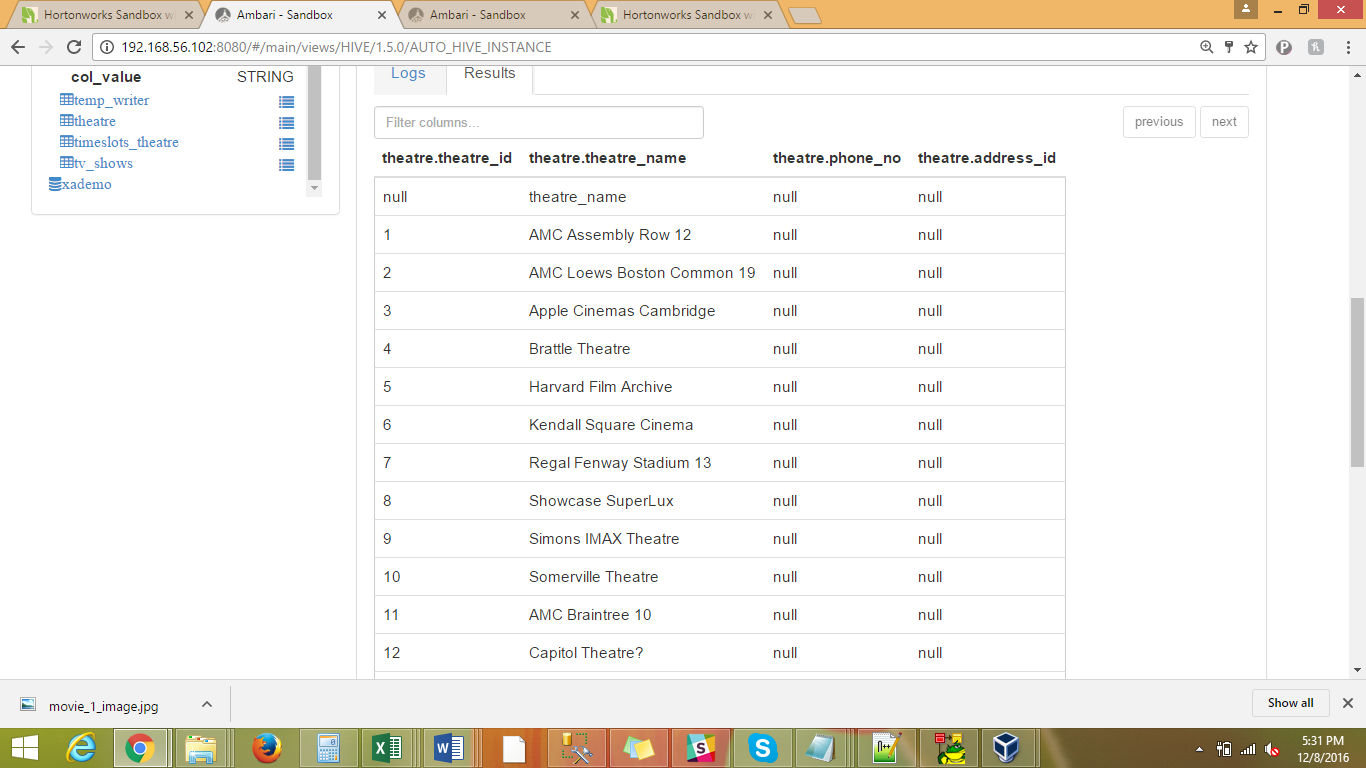 Hortonworks Sandbox w
Ambari - Sandbox
Ambari - Sandbox
Hortonworks Sandbox w
192.168.56.102:8080/#/main/views/HIVE/1.5.0/AUTO_HIVE_INSTANCE
col_value STRING
temp_writer
theatre
timeslots_theatre
tv_shows
xademo
Logs Results
Filter columns...
previous next
theatre.theatre_id theatre.theatre_name theatre.phone_no theatre.address_id
null theatre_name null null
1 AMC Assembly Row 12 null null
2 AMC Loews Boston Common 19 null null
3 Apple Cinemas Cambridge null null
4 Brattle Theatre null null
5 Harvard Film Archive null null
6 Kendall Square Cinema null null
7 Regal Fenway Stadium 13 null null
8 Showcase SuperLux null null
9 Simons IMAX Theatre null null
10 Somerville Theatre null null
11 AMC Braintree 10 null null
12 Capitol Theatre? null null
movie_1_image.jpg
Show all
5:31 PM
12/8/2016